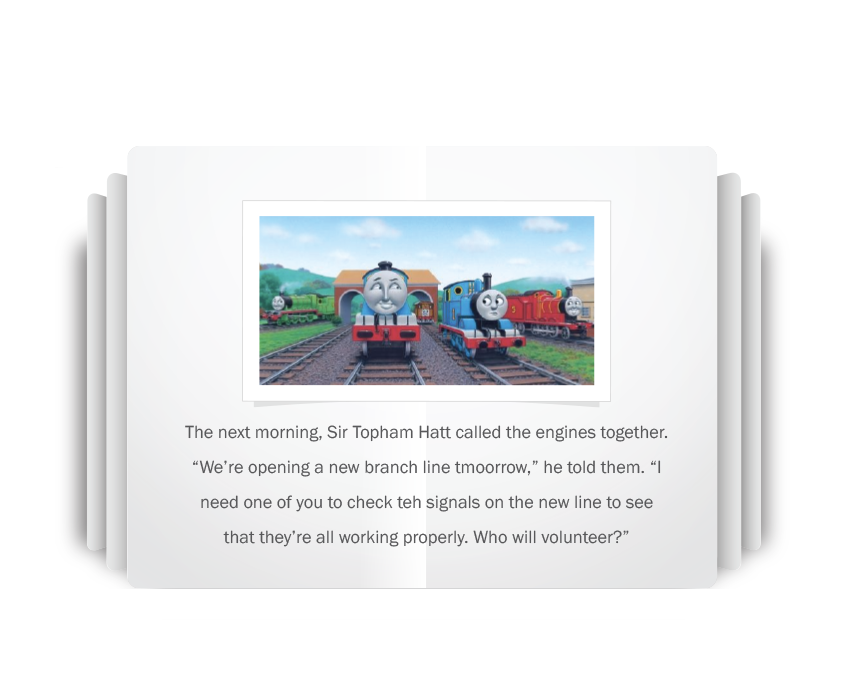 The next morning, Sir Topham Hatt called the engines together.
“We’re opening a new branch line tmoorrow,” he told them. “I
need one of you to check teh signals on the new line to see
that they’re all working properly. Who will volunteer?”